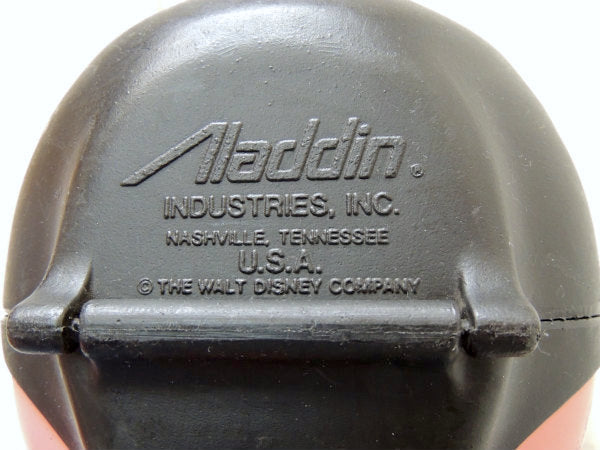 Aladdin®
INDUSTRIES, INC.
NASHVILLE, TENNESSEE
U.S.A.
© THE WALT DISNEY COMPANY